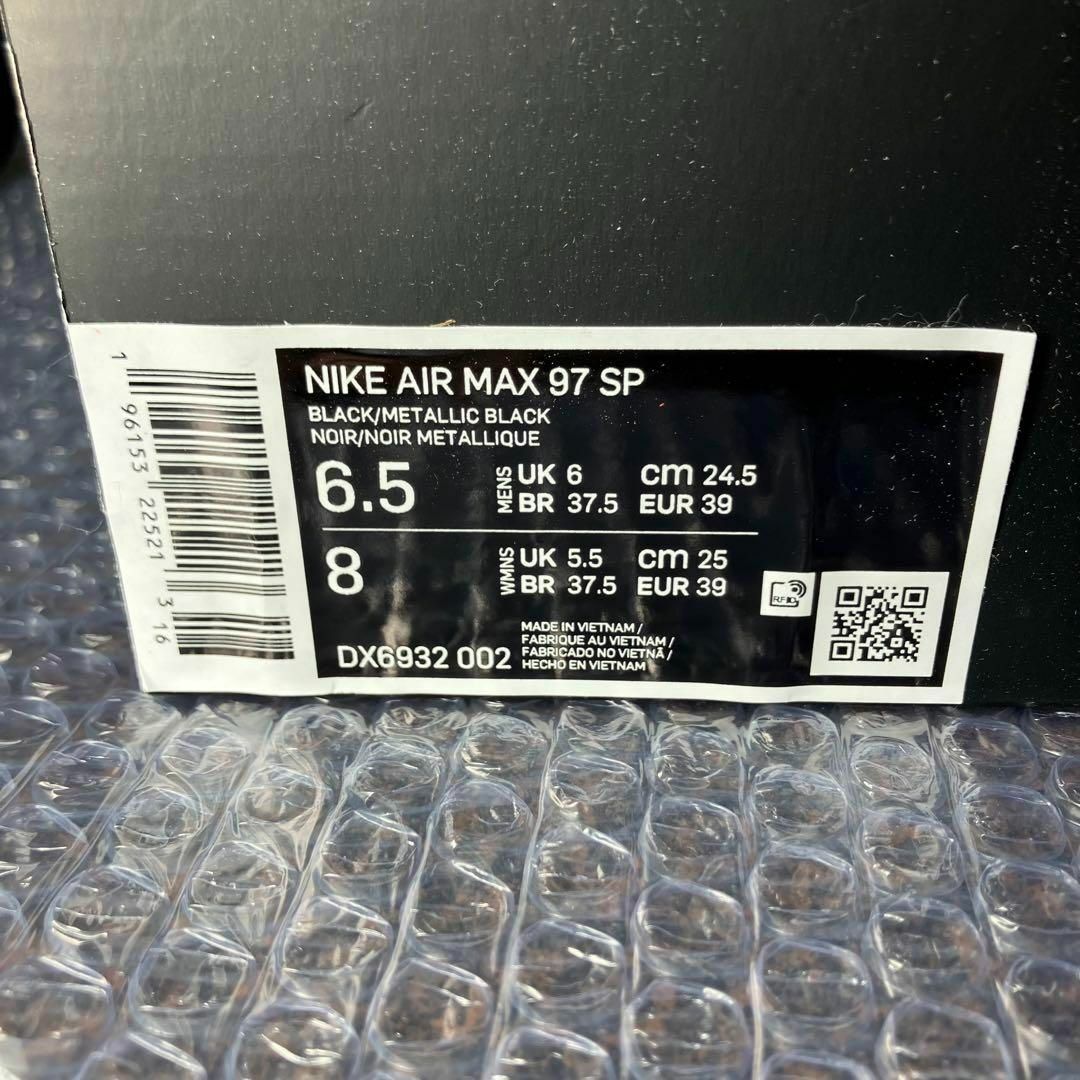 NIKE AIR MAX 97 SP
BLACK/METALLIC BLACK
NOIR/NOIR METALLIQUE
6.5 MENS UK 6 cm 24.5
BR 37.5 EUR 39
8 WMNS UK 5.5 cm 25
BR 37.5 EUR 39
RFID
DX6932 002
MADE IN VIETNAM /
FABRIQUE AU VIETNAM /
FABRICADO NO VIETNÃ /
HECHO EN VIETNAM
1 96153 22521 3 16